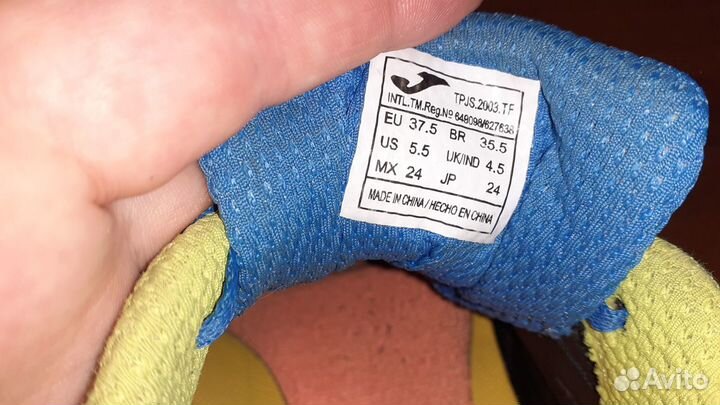 TPJS.2003.TF
INTL.TM.Reg.Nº 649096/627638
EU 37.5 BR 35.5
US 5.5 UK/IND 4.5
MX 24 JP 24
MADE IN CHINA / HECHO EN CHINA
Avito